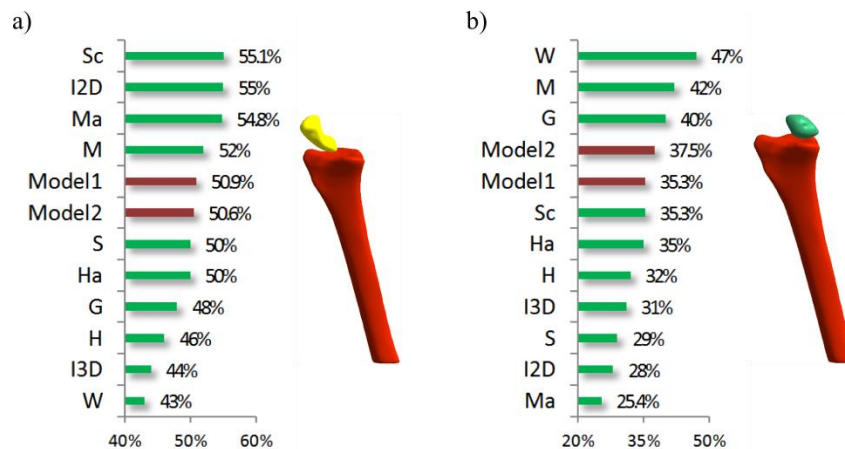 a)
Sc 55.1%
I2D 55%
Ma 54.8%
M 52%
Model1 50.9%
Model2 50.6%
S 50%
Ha 50%
G 48%
H 46%
I3D 44%
W 43%
40% 50% 60%
b)
W 47%
M 42%
G 40%
Model2 37.5%
Model1 35.3%
Sc 35.3%
Ha 35%
H 32%
I3D 31%
S 29%
I2D 28%
Ma 25.4%
20% 35% 50%